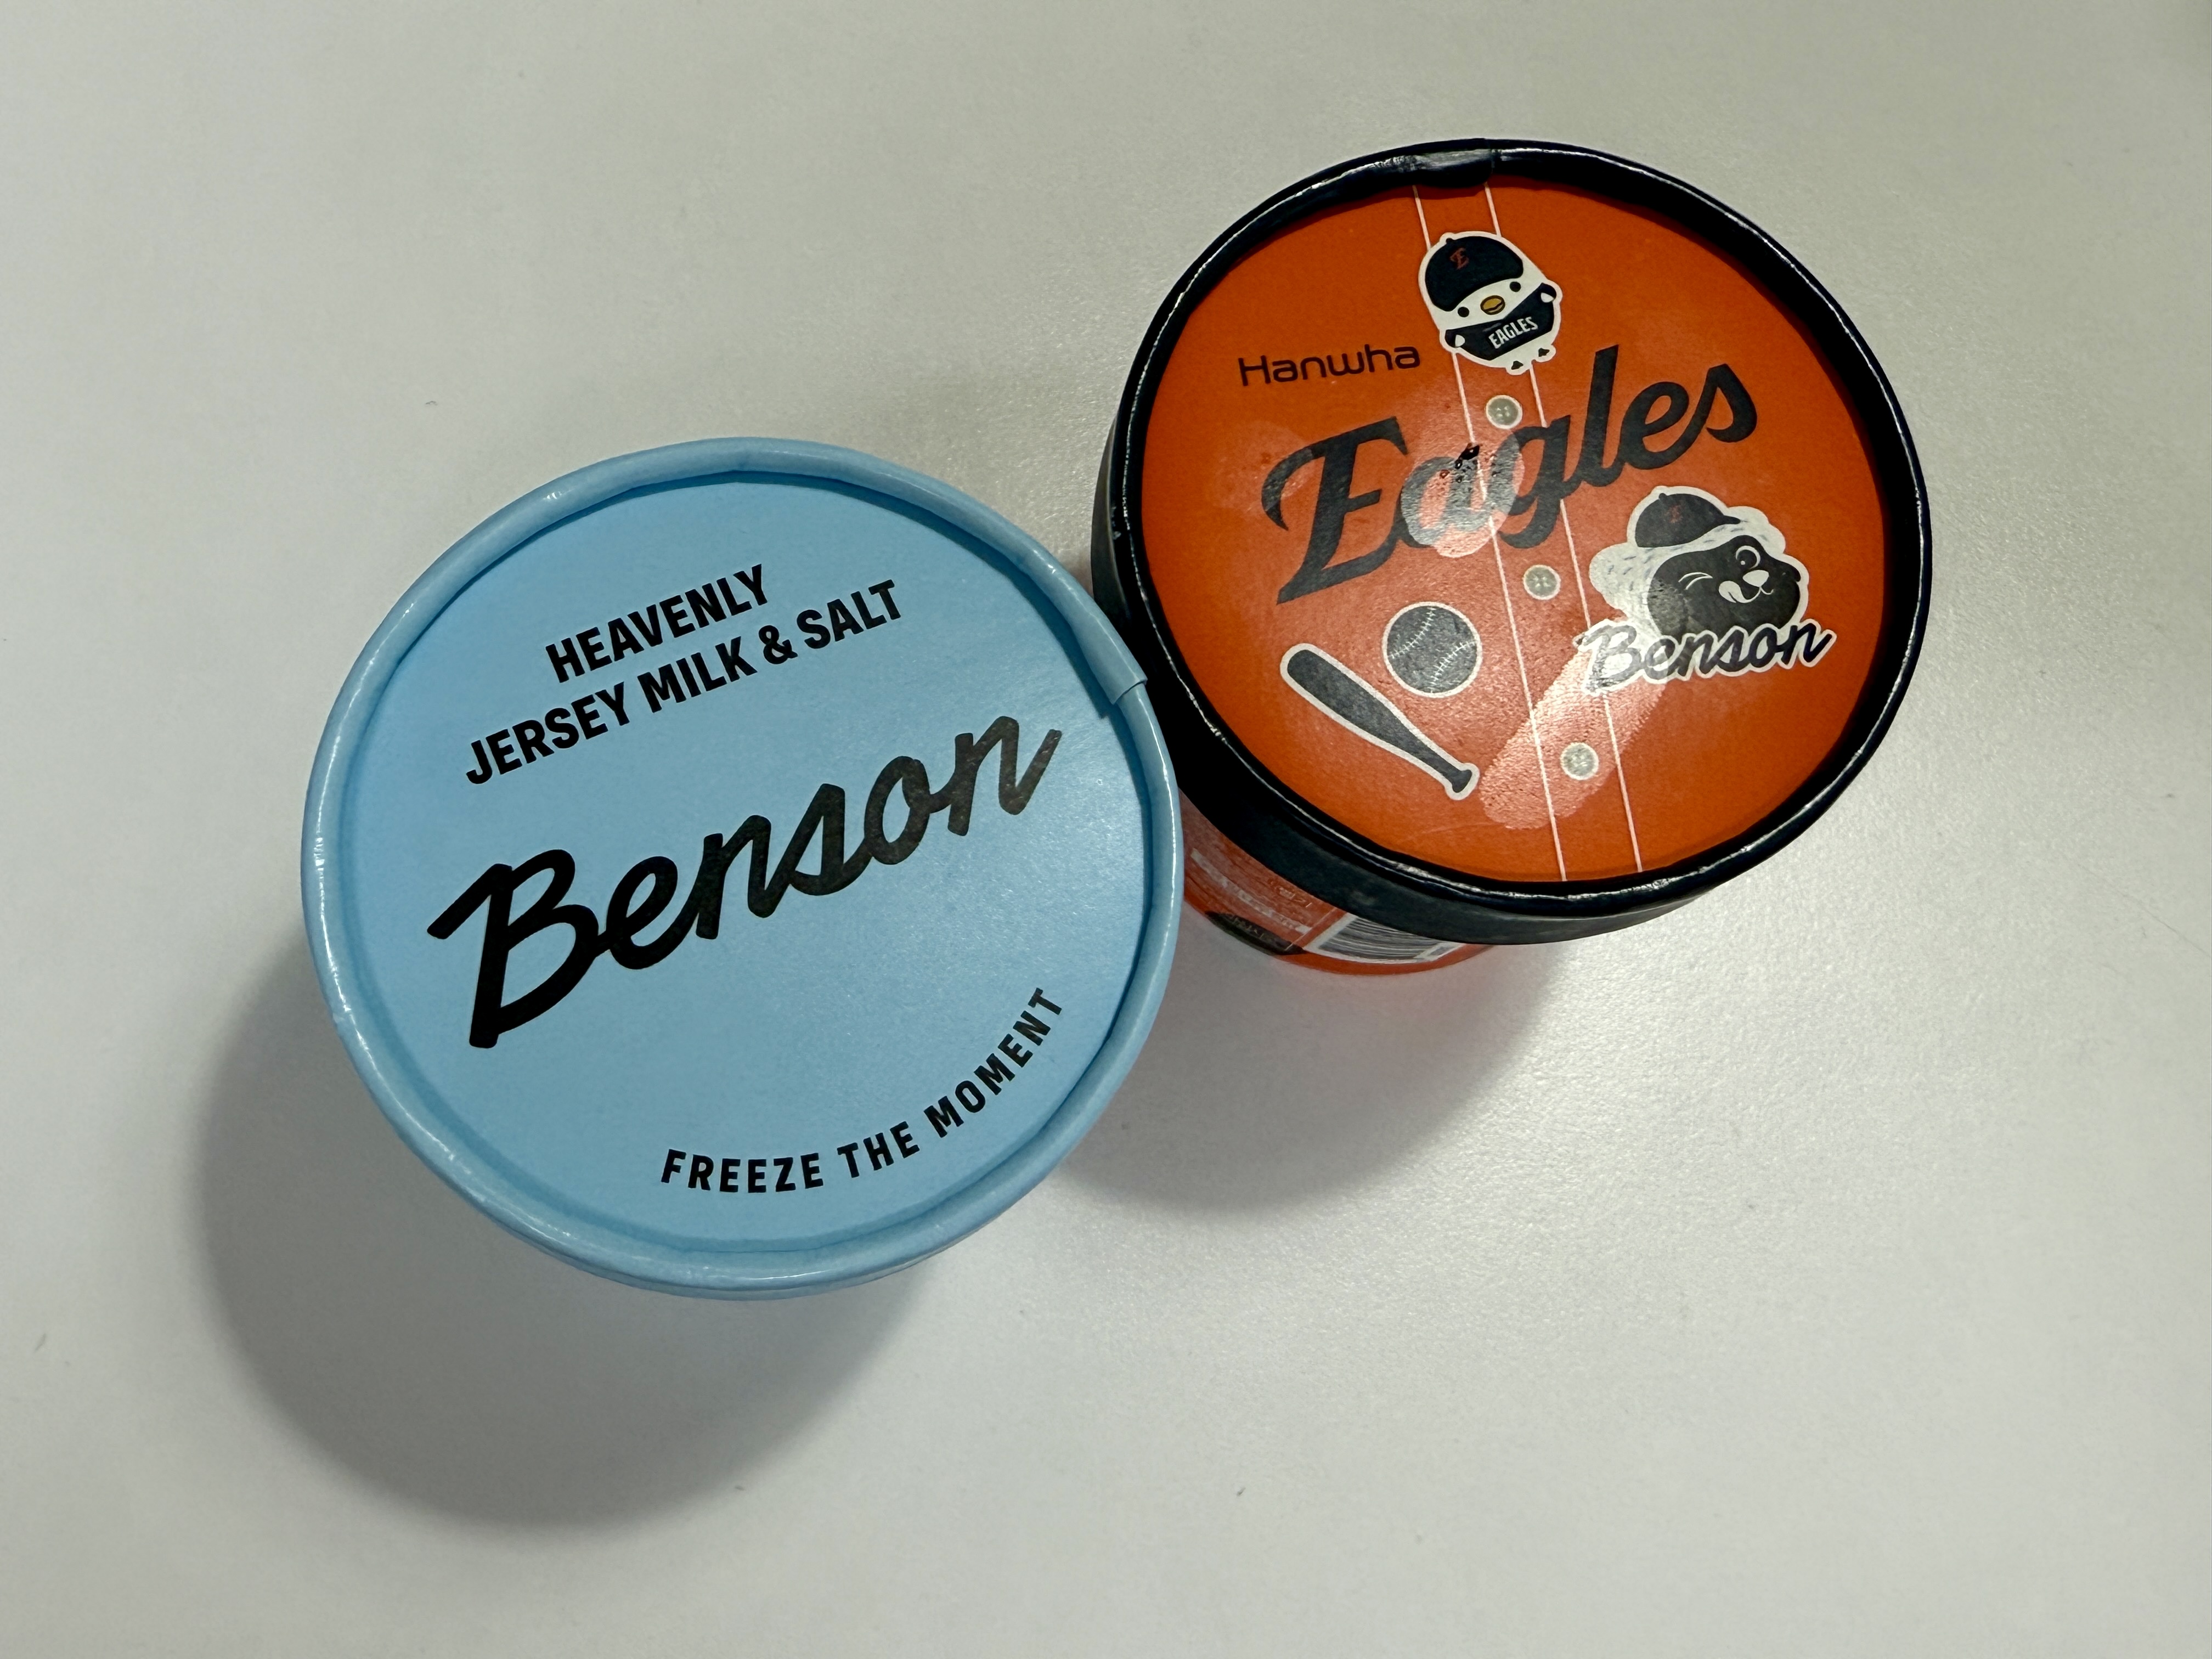 HEAVENLY
JERSEY MILK & SALT
Benson
FREEZE THE MOMENT
E
EAGLES
Hanwha
Eagles
Benson